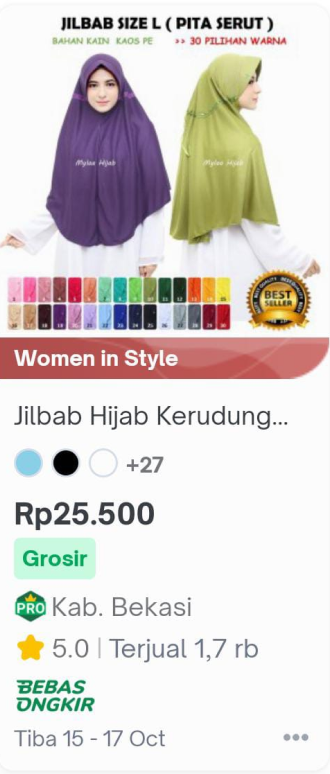 JILBAB SIZE L ( PITA SERUT )
BAHAN KAIN KAOS PE >> 30 PILIHAN WARNA
Mylaa Hijab Mylaa Hijab
BEST
SELLER
Women in Style
Jilbab Hijab Kerudung...
+27
Rp25.500
Grosir
PRO Kab. Bekasi
5.0 | Terjual 1,7 rb
BEBAS
ONGKIR
Tiba 15 - 17 Oct